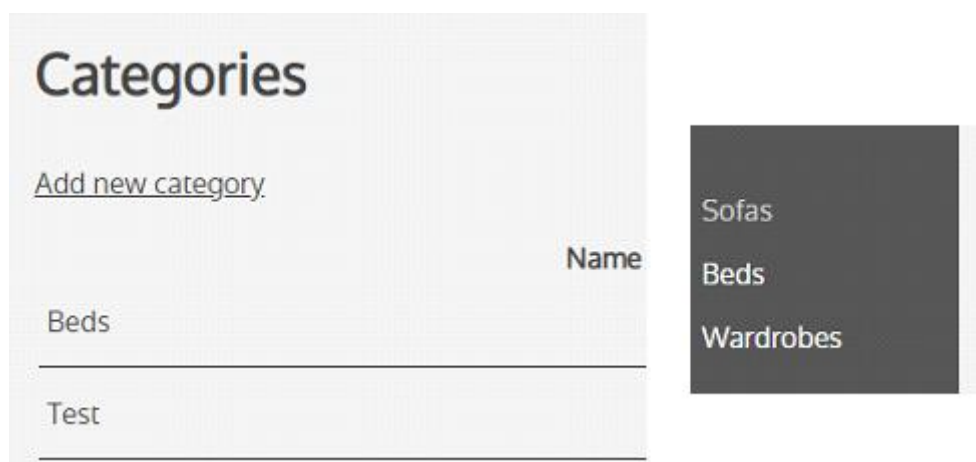 Categories
Add new category
Name
Beds
Test
Sofas
Beds
Wardrobes